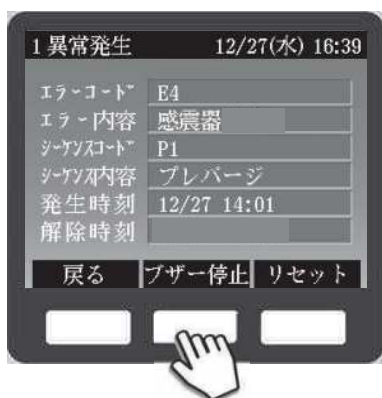 1 異常発生 12/27(水) 16:39
ｴﾗｰｺｰﾄﾞ E4
エラー内容 感震器
ｼｰｹﾝｽｺｰﾄﾞ P1
ｼｰｹﾝｽ内容 プレパージ
発生時刻 12/27 14:01
解除時刻
戻る ブザー停止 リセット